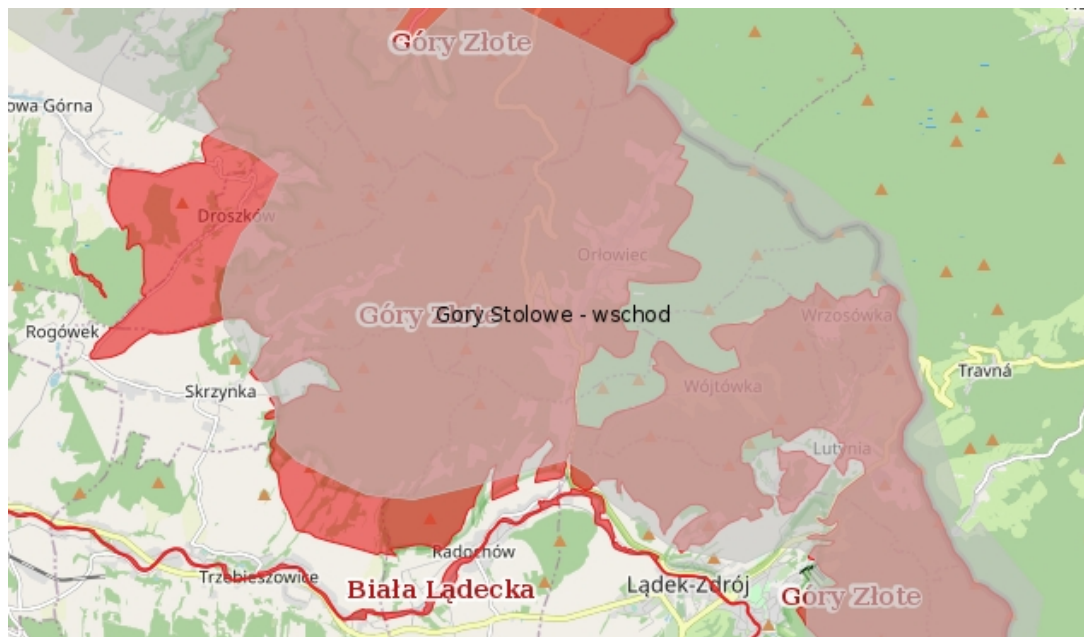 Góry Złote
owa Górna
Droszków
Orłowiec
Góry Złote
Gory Stolowe - wschod
Wrzosówka
Rogówek
Travná
Skrzynka
Wójtówka
Lutynia
Radochów
Trzebieszowice
Biała Lądecka
Lądek-Zdrój
Góry Złote